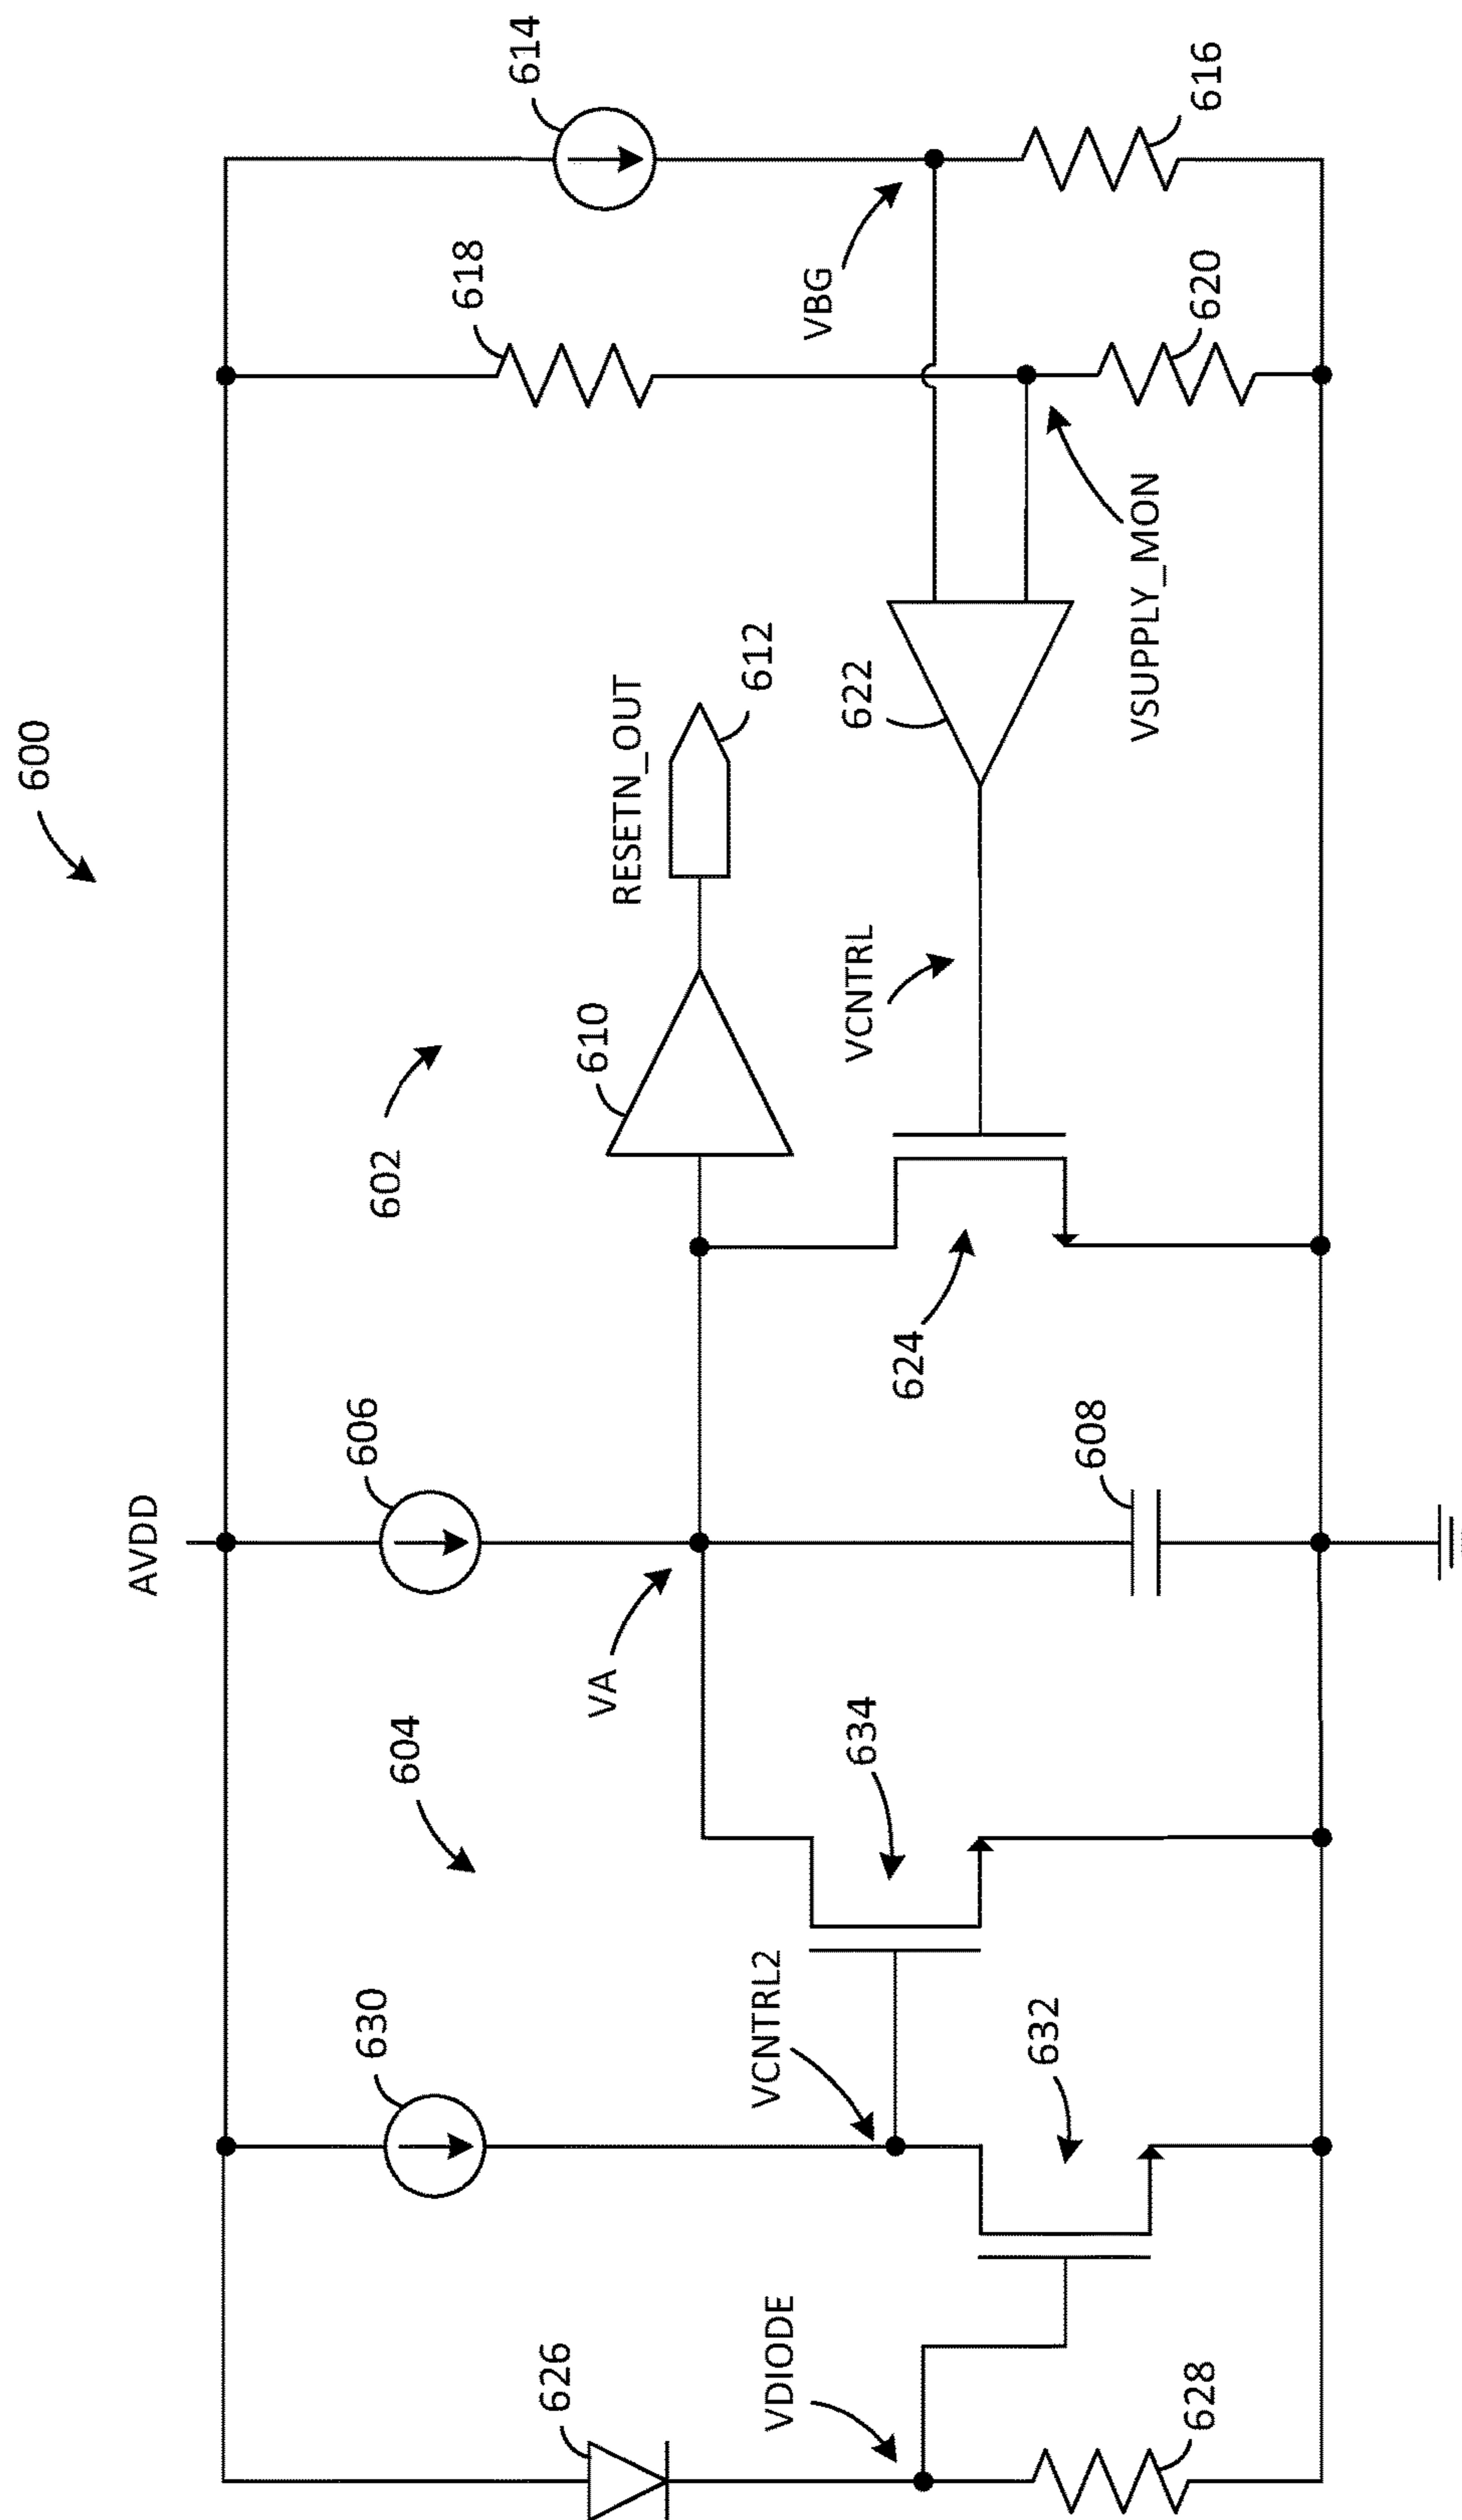 600
AVDD
602
604
606
630
626
VA
610
RESETN_OUT
612
614
618
VBG
616
620
622
VSUPPLY_MON
VCNTRL
624
608
634
VCNTRL2
632
VDIODE
628